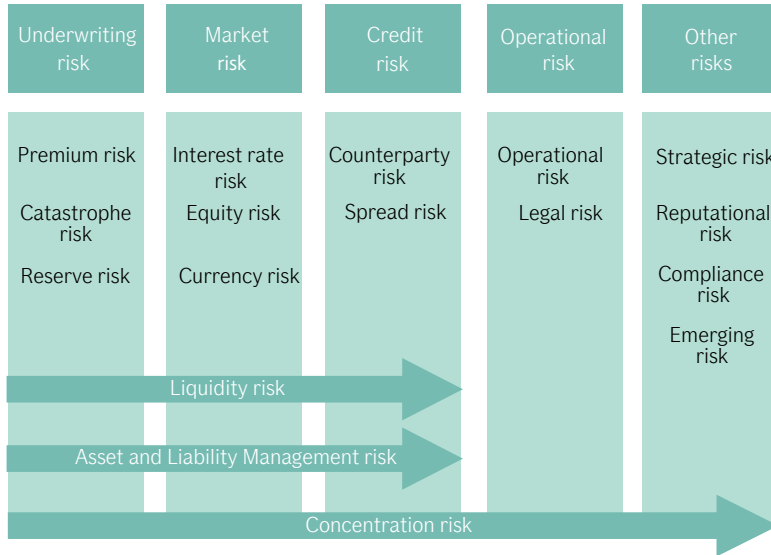 Underwriting
risk
Market
risk
Credit
risk
Operational
risk
Other
risks
Premium risk
Catastrophe
risk
Reserve risk
Interest rate
risk
Equity risk
Currency risk
Counterparty
risk
Spread risk
Operational
risk
Legal risk
Strategic risk
Reputational
risk
Compliance
risk
Emerging
risk
Liquidity risk
Asset and Liability Management risk
Concentration risk